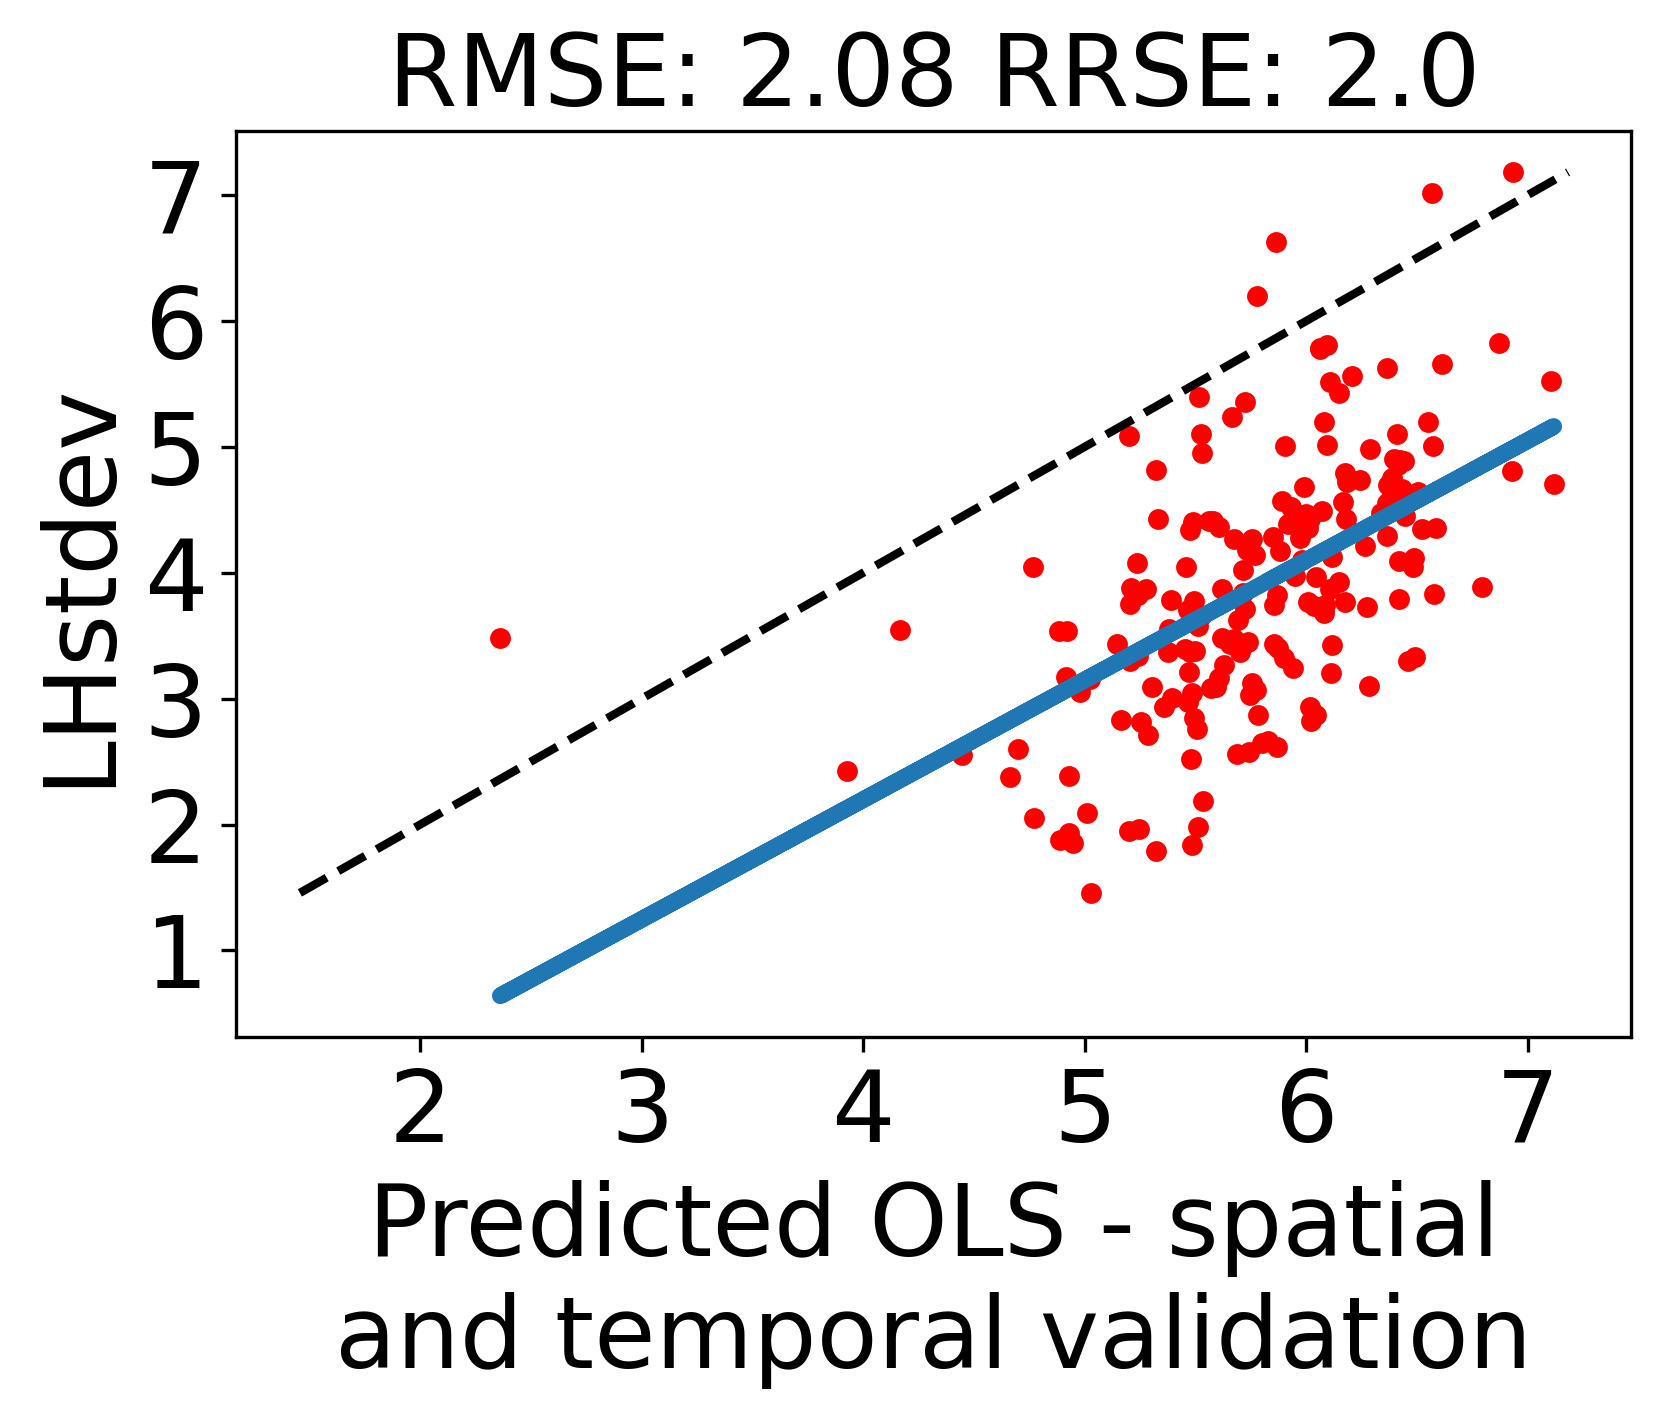 RMSE: 2.08 RRSE: 2.0
7
6
5
4
3
2
1
LHstdev
2 3 4 5 6 7
Predicted OLS - spatial
and temporal validation